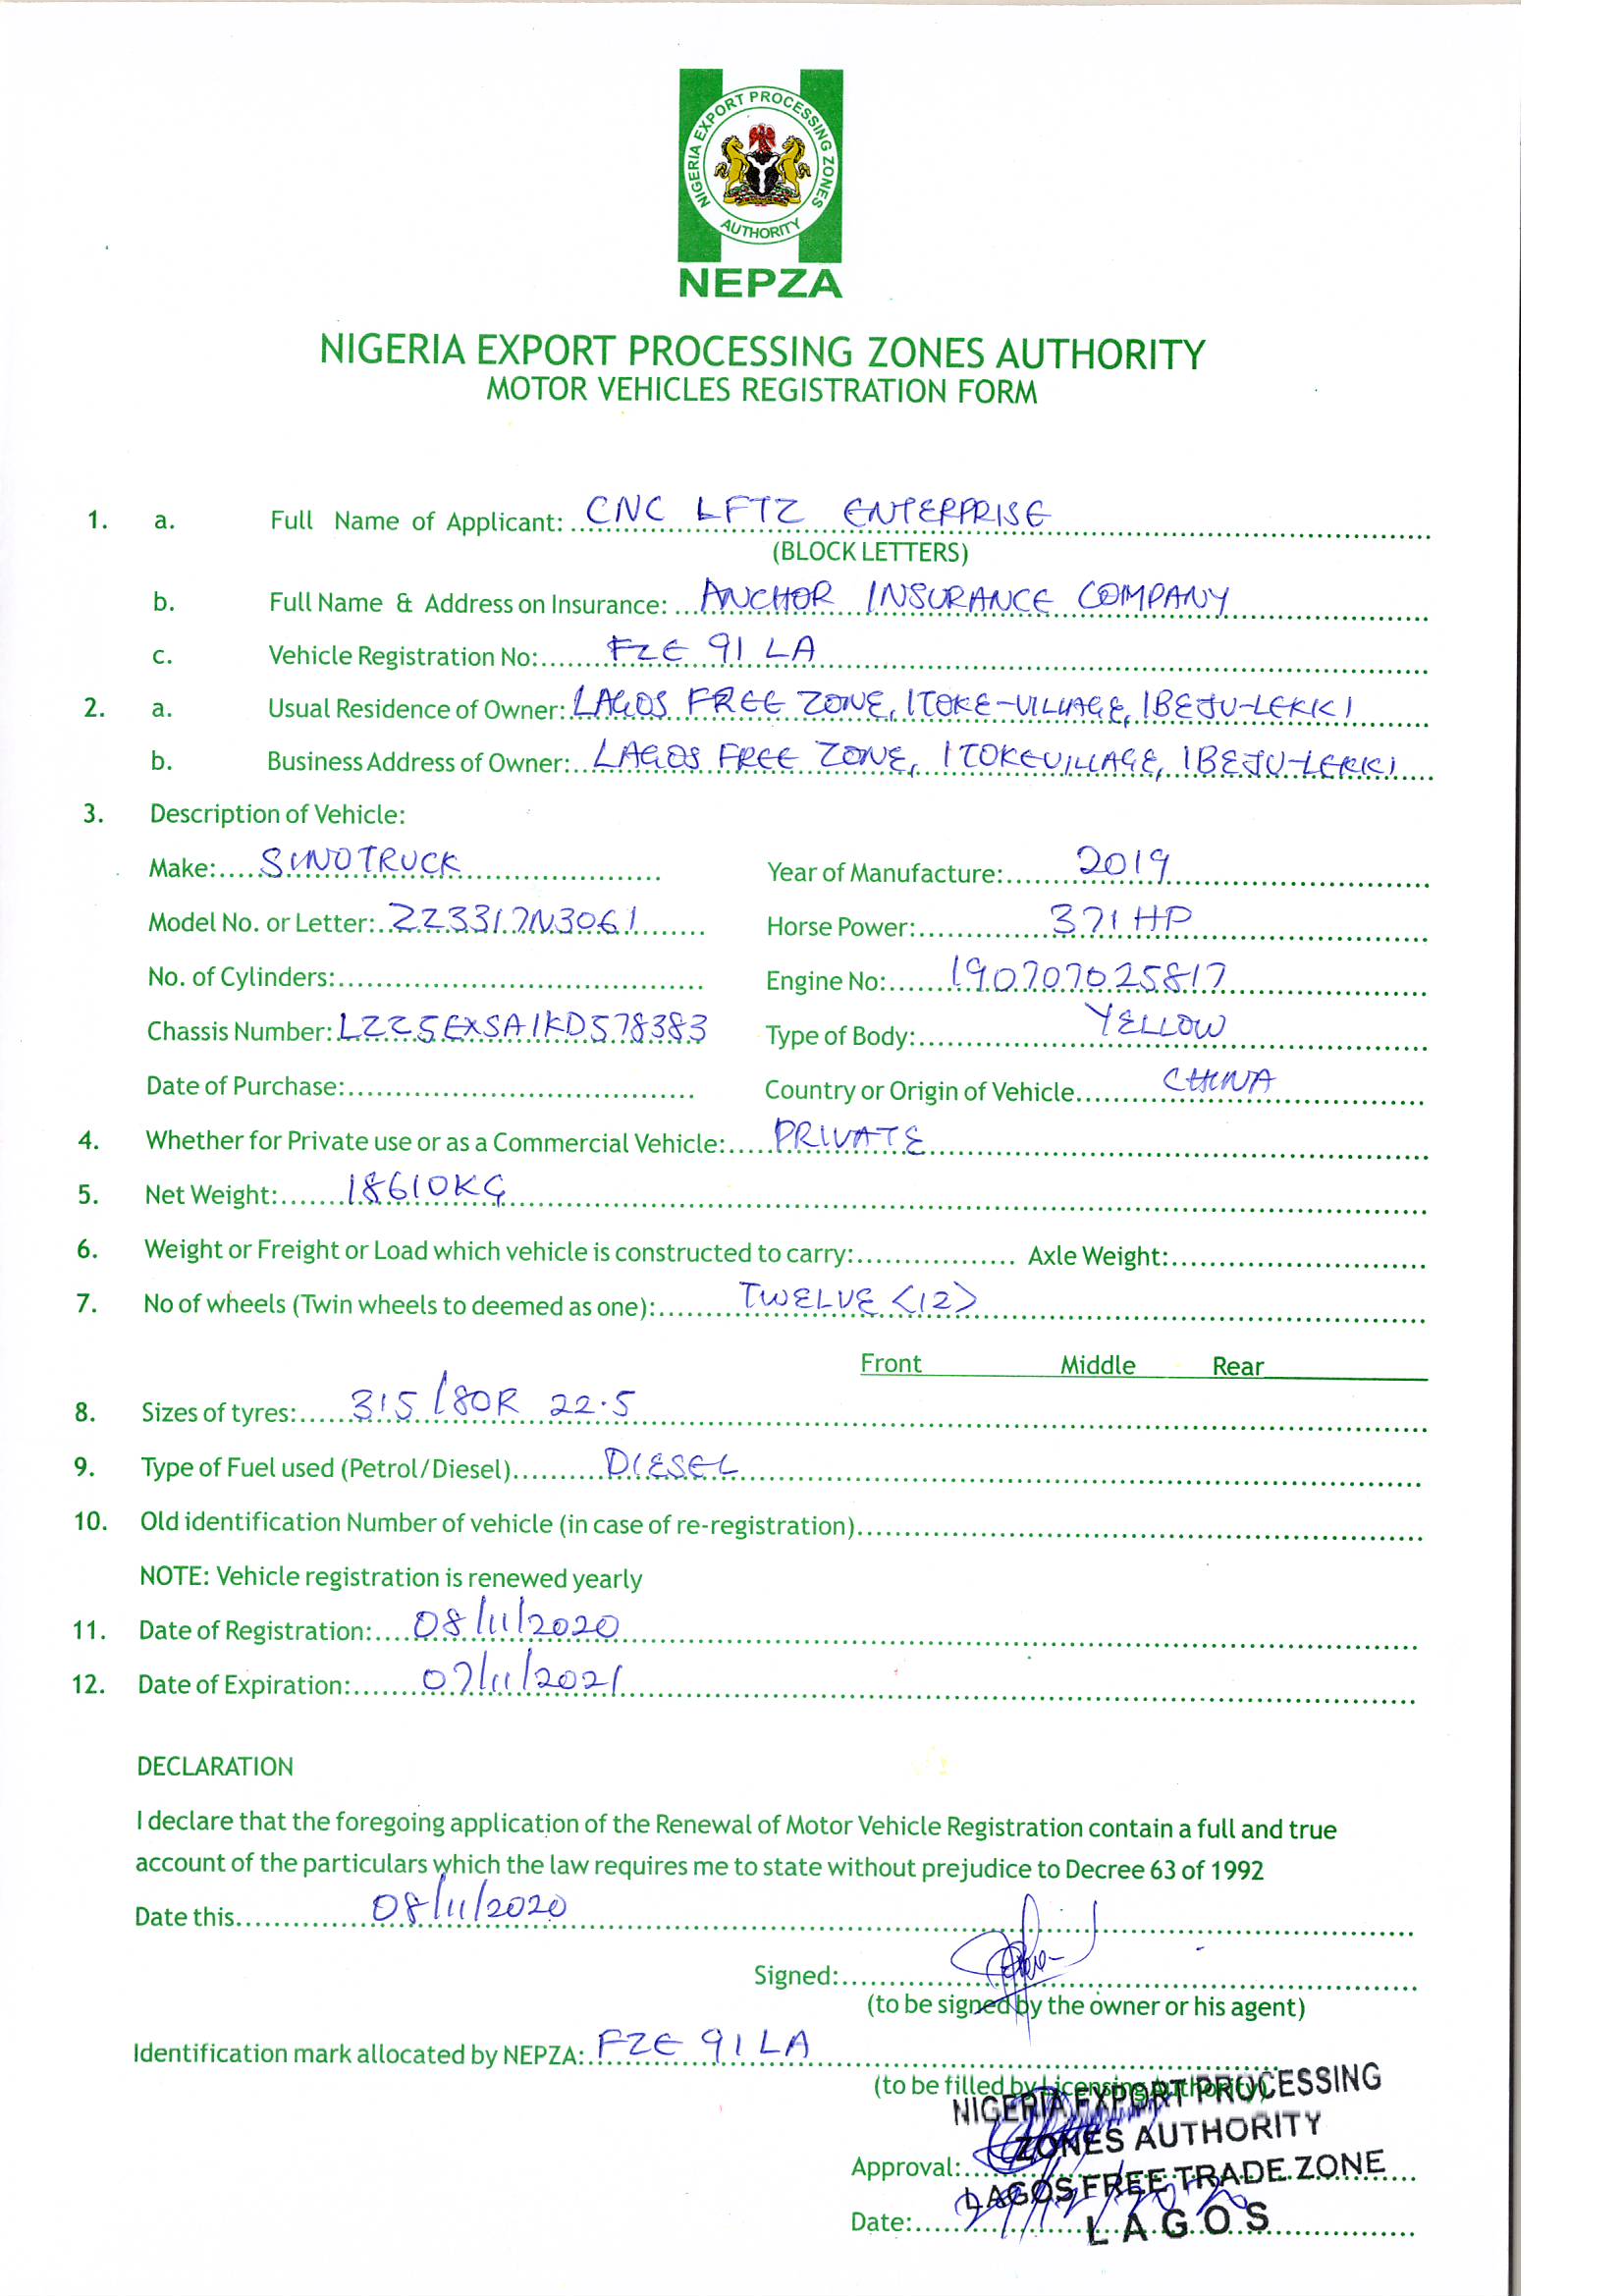 NIGERIA EXPORT PROCESSING ZONES
AUTHORITY
NEPZA
NIGERIA EXPORT PROCESSING ZONES AUTHORITY
MOTOR VEHICLES REGISTRATION FORM
1. a. Full Name of Applicant: CNC LFTZ ENTERPRISE
(BLOCK LETTERS)
b. Full Name & Address on Insurance: ANCHOR INSURANCE COMPANY
c. Vehicle Registration No: FZE 91 LA
2. a. Usual Residence of Owner: LAGOS FREE ZONE, ITOKE-VILLAGE, IBEJU-LEKKI
b. Business Address of Owner: LAGOS FREE ZONE, ITOKEVILLAGE, IBEJU-LEKKI
3. Description of Vehicle:
Make: SINOTRUCK Year of Manufacture: 2019
Model No. or Letter: ZZ3317N3061 Horse Power: 371 HP
No. of Cylinders: Engine No: 190707025817
Chassis Number: LZZ5EXSA1KD578383 Type of Body: YELLOW
Date of Purchase: Country or Origin of Vehicle CHINA
4. Whether for Private use or as a Commercial Vehicle: PRIVATE
5. Net Weight: 18610KG
6. Weight or Freight or Load which vehicle is constructed to carry: Axle Weight:
7. No of wheels (Twin wheels to deemed as one): TWELVE <12>
Front Middle Rear
8. Sizes of tyres: 315/80R 22.5
9. Type of Fuel used (Petrol/Diesel) DIESEL
10. Old identification Number of vehicle (in case of re-registration)
NOTE: Vehicle registration is renewed yearly
11. Date of Registration: 08/11/2020
12. Date of Expiration: 07/11/2021
DECLARATION
I declare that the foregoing application of the Renewal of Motor Vehicle Registration contain a full and true
account of the particulars which the law requires me to state without prejudice to Decree 63 of 1992
Date this 08/11/2020
Signed:
(to be signed by the owner or his agent)
Identification mark allocated by NEPZA: FZE 91 LA
(to be filled by Licensing Authority)
NIGERIA EXPORT PROCESSING
ZONES AUTHORITY
Approval:
LAGOS FREE TRADE ZONE
Date:
LAGOS